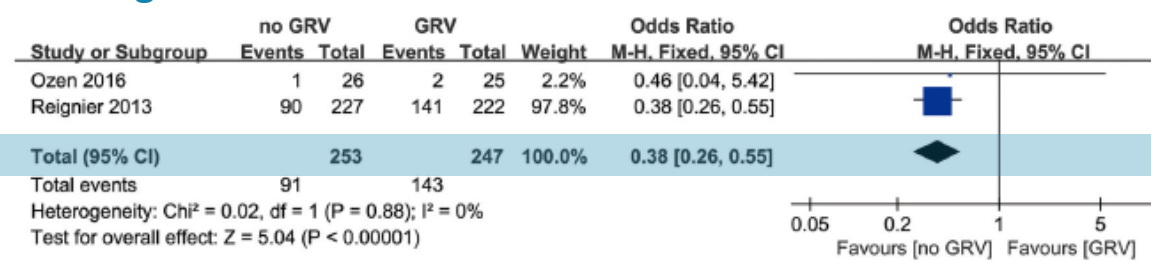 no GRV GRV Odds Ratio Odds Ratio
Study or Subgroup Events Total Events Total Weight M-H, Fixed, 95% CI M-H, Fixed, 95% CI
Ozen 2016 1 26 2 25 2.2% 0.46 [0.04, 5.42]
Reignier 2013 90 227 141 222 97.8% 0.38 [0.26, 0.55]
Total (95% CI) 253 247 100.0% 0.38 [0.26, 0.55]
Total events 91 143
Heterogeneity: Chi² = 0.02, df = 1 (P = 0.88); I² = 0%
Test for overall effect: Z = 5.04 (P < 0.00001)
0.05 0.2 1 5
Favours [no GRV] Favours [GRV]